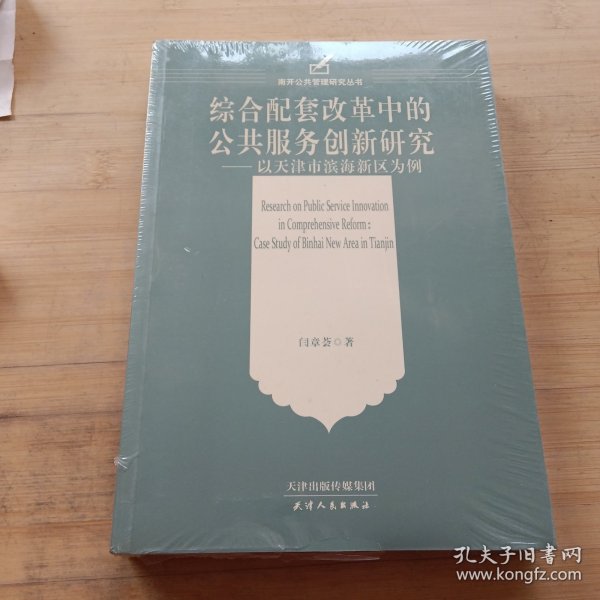 南开公共管理研究丛书
综合配套改革中的
公共服务创新研究
——以天津市滨海新区为例
Research on Public Service Innovation
in Comprehensive Reform:
Case Study of Binhai New Area in Tianjin
闫章荟◎著
天津出版传媒集团
天津人民出版社
孔夫子旧书网
www.kongfz.com